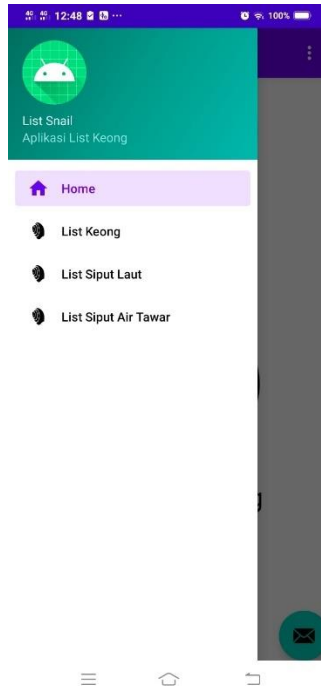 12:48
100%
List Snail
Aplikasi List Keong
Home
List Keong
List Siput Laut
List Siput Air Tawar
g